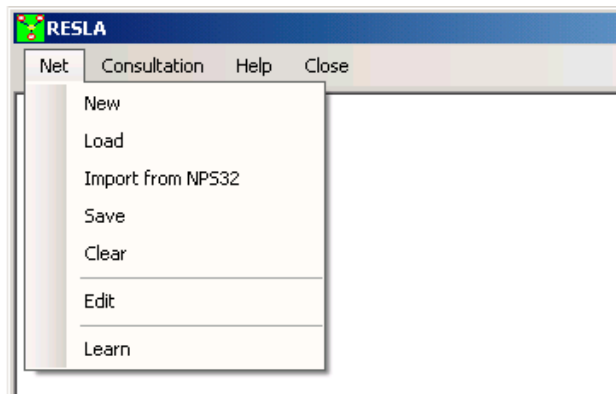 RESLA
Net Consultation Help Close
New
Load
Import from NPS32
Save
Clear
Edit
Learn